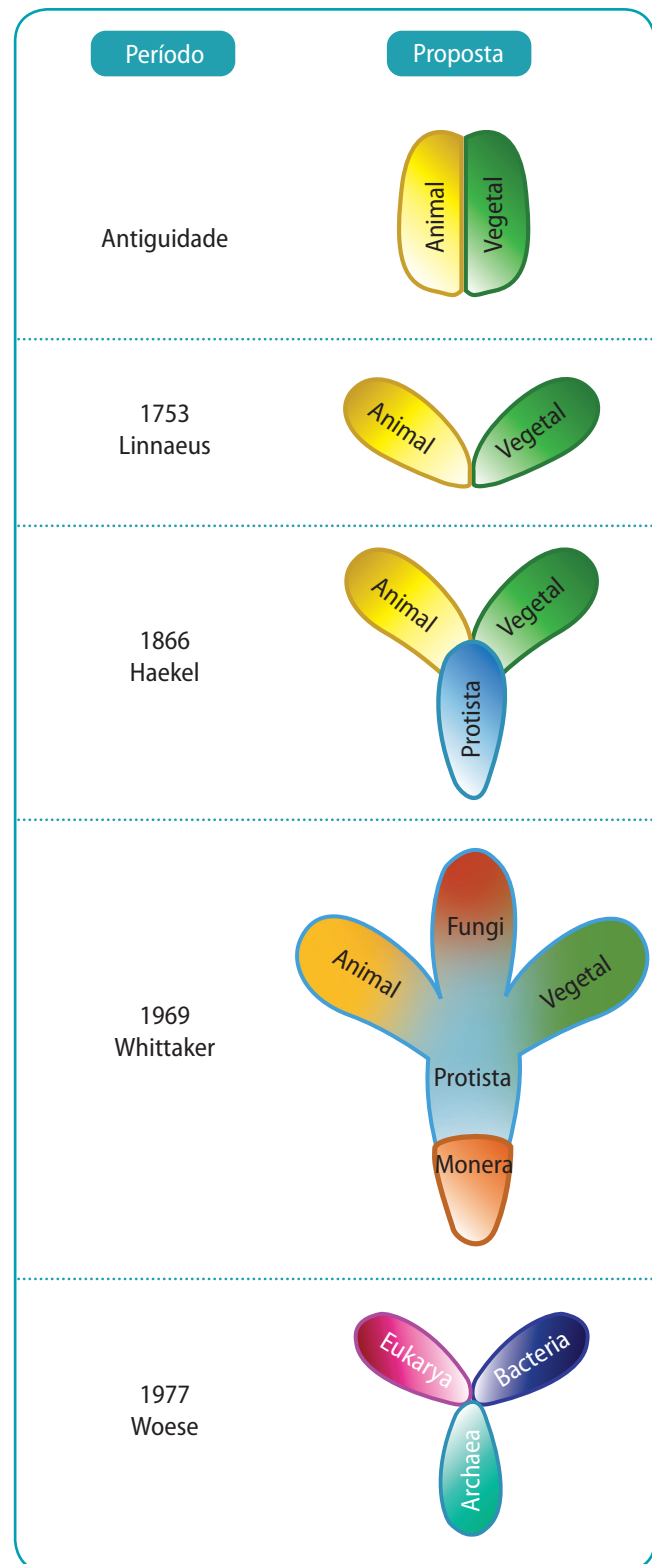 Período
Proposta
Antiguidade
Animal
Vegetal
1753
Linnaeus
Animal
Vegetal
1866
Haekel
Animal
Vegetal
Protista
1969
Whittaker
Fungi
Animal
Vegetal
Protista
Monera
1977
Woese
Eukarya
Bacteria
Archaea